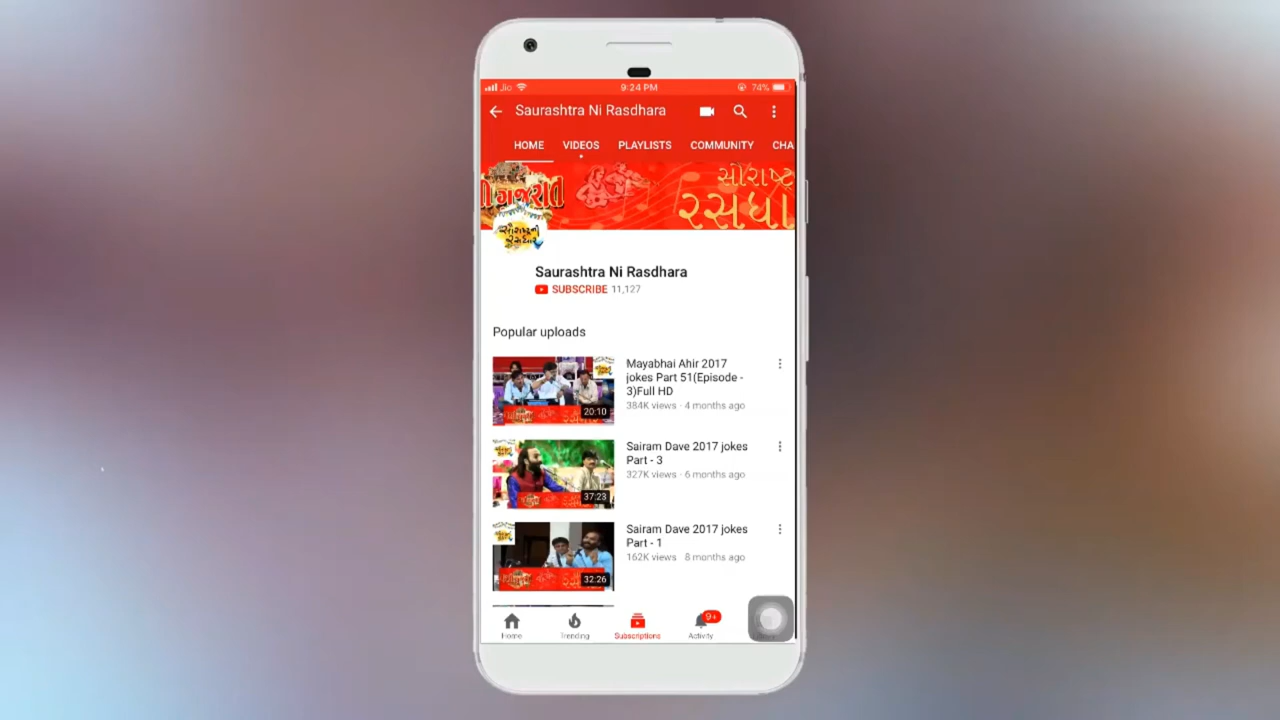 Jio
9:24 PM
74%
Saurashtra Ni Rasdhara
HOME
VIDEOS
PLAYLISTS
COMMUNITY
CHA
ગુજરાત
સૌરાષ્ટ્ર
રસધા
Saurashtra Ni Rasdhara
SUBSCRIBE 11,127
Popular uploads
Mayabhai Ahir 2017
jokes Part 51(Episode -
3)Full HD
384K views · 4 months ago
20:10
Sairam Dave 2017 jokes
Part - 3
327K views · 6 months ago
37:23
Sairam Dave 2017 jokes
Part - 1
162K views · 8 months ago
32:26
9+
Home
Trending
Subscriptions
Activity